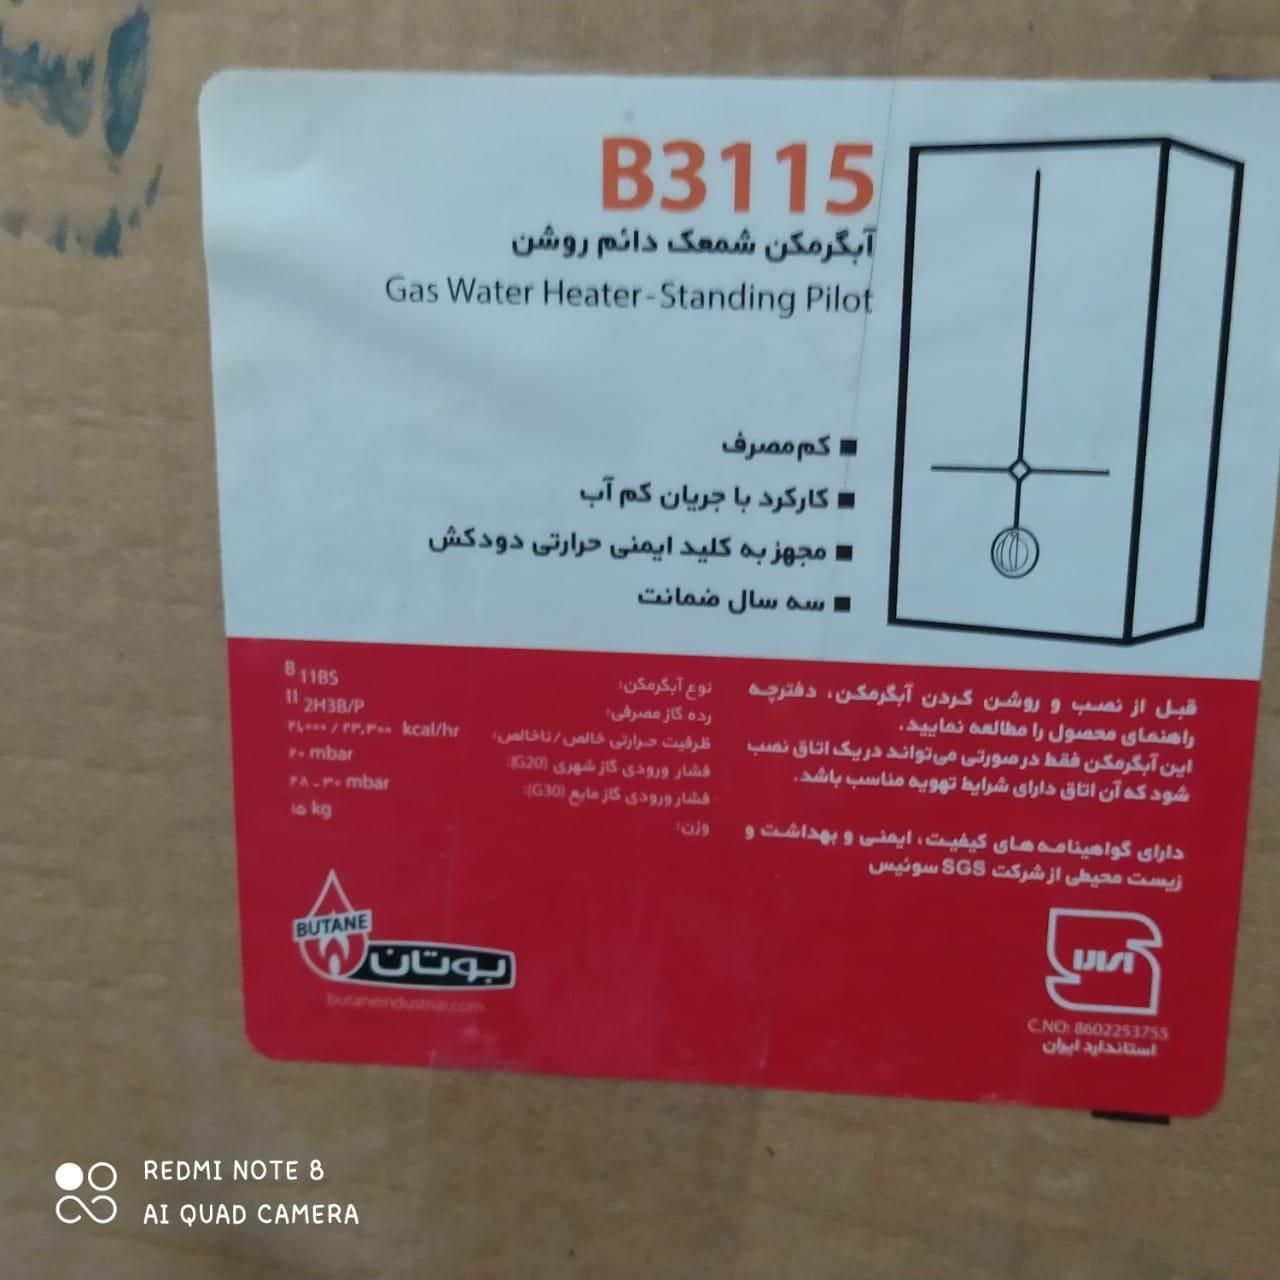 B3115
آبگرمکن شمعک دائم روشن
Gas Water Heater-Standing Pilot
■ کم‌مصرف
■ کارکرد با جریان کم آب
■ مجهز به کلید ایمنی حرارتی دودکش
■ سه سال ضمانت
قبل از نصب و روشن کردن آبگرمکن، دفترچه
راهنمای محصول را مطالعه نمایید.
این آبگرمکن فقط در صورتی می‌تواند در یک اتاق نصب
شود که آن اتاق دارای شرایط تهویه مناسب باشد.
دارای گواهینامه های کیفیت، ایمنی و بهداشت و
زیست محیطی از شرکت SGS سوئیس
نوع آبگرمکن: B 11BS
رده گاز مصرفی: II 2H3B/P
ظرفیت حرارتی خالص/ناخالص: ۲۱,۰۰۰ / ۲۳,۳۰۰ kcal/hr
فشار ورودی گاز شهری (G20): ۲۰ mbar
فشار ورودی گاز مایع (G30): ۲۸ـ۳۰ mbar
وزن: ۱۵ kg
BUTANE
بوتان
butaneindustrial.com
C.NO: 8602253755
استاندارد ایران
REDMI NOTE 8
AI QUAD CAMERA